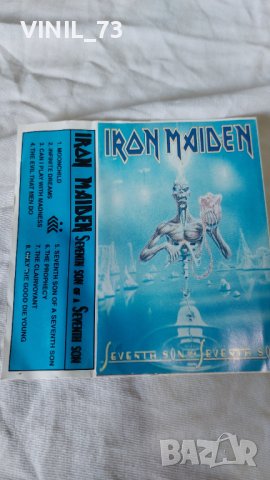 VINIL_73
1. MOONCHILD
2. INFINITE DREAMS
3. CAN I PLAY WITH MADNESS
4. THE EVIL THAT MEN DO
5. SEVENTH SON OF A SEVENTH SON
6. THE PROPHECY
7. THE CLAIRVOYANT
8. THE GOOD DIE YOUNG
IRON MAIDEN SEVENTH SON OF A SEVENTH SON
IRON MAIDEN
SEVENTH SON SEVENTH SON
BAZAR
bg